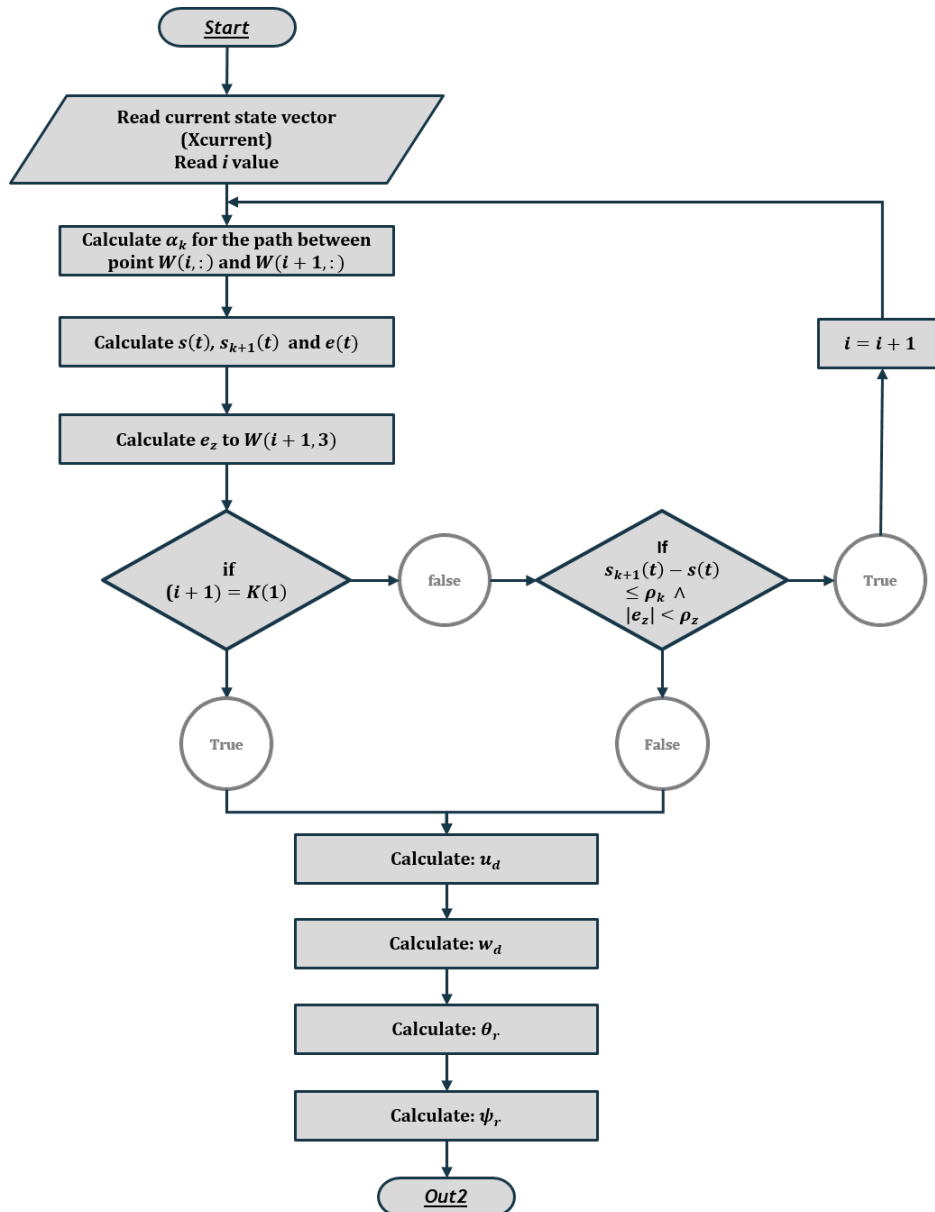 Start
Read current state vector
(Xcurrent)
Read i value
Calculate α_k for the path between
point W(i,:) and W(i+1,:)
Calculate s(t), s_{k+1}(t) and e(t)
i = i + 1
Calculate e_z to W(i+1,3)
if
(i + 1) = K(1)
false
If
s_{k+1}(t) − s(t)
≤ ρ_k ∧
|e_z| < ρ_z
True
True
False
Calculate: u_d
Calculate: w_d
Calculate: θ_r
Calculate: ψ_r
Out2